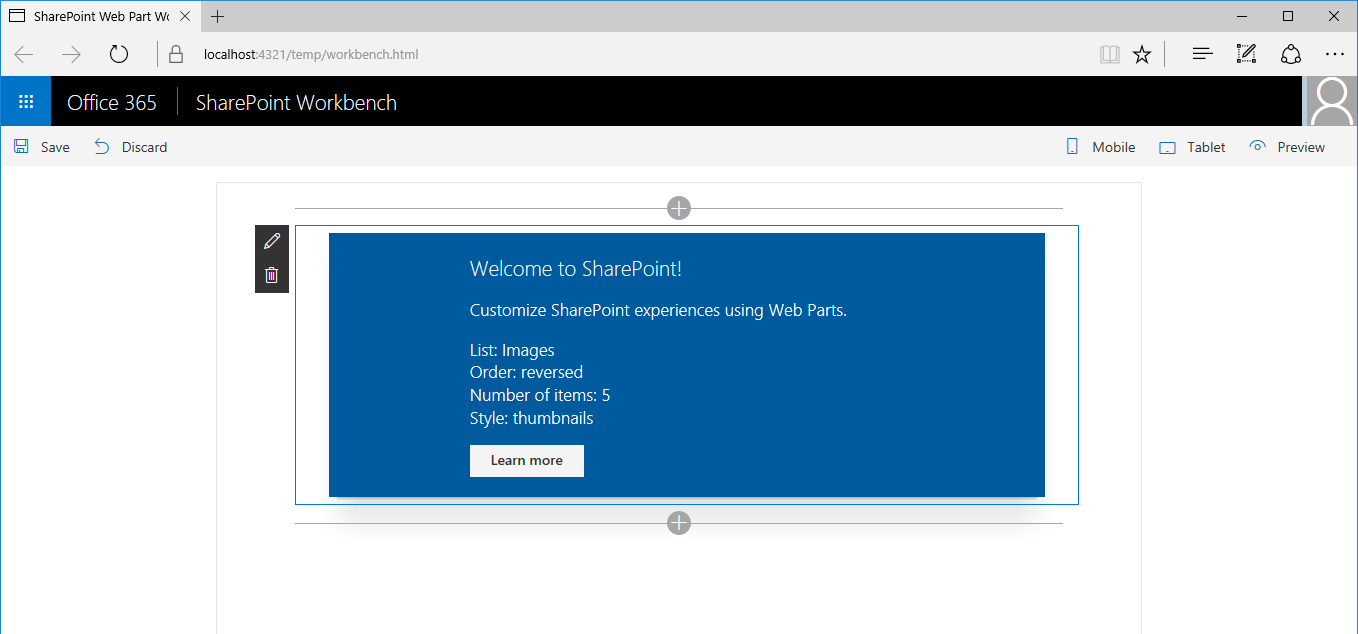 SharePoint Web Part Wo
localhost:4321/temp/workbench.html
Office 365 SharePoint Workbench
Save Discard Mobile Tablet Preview
Welcome to SharePoint!
Customize SharePoint experiences using Web Parts.
List: Images
Order: reversed
Number of items: 5
Style: thumbnails
Learn more